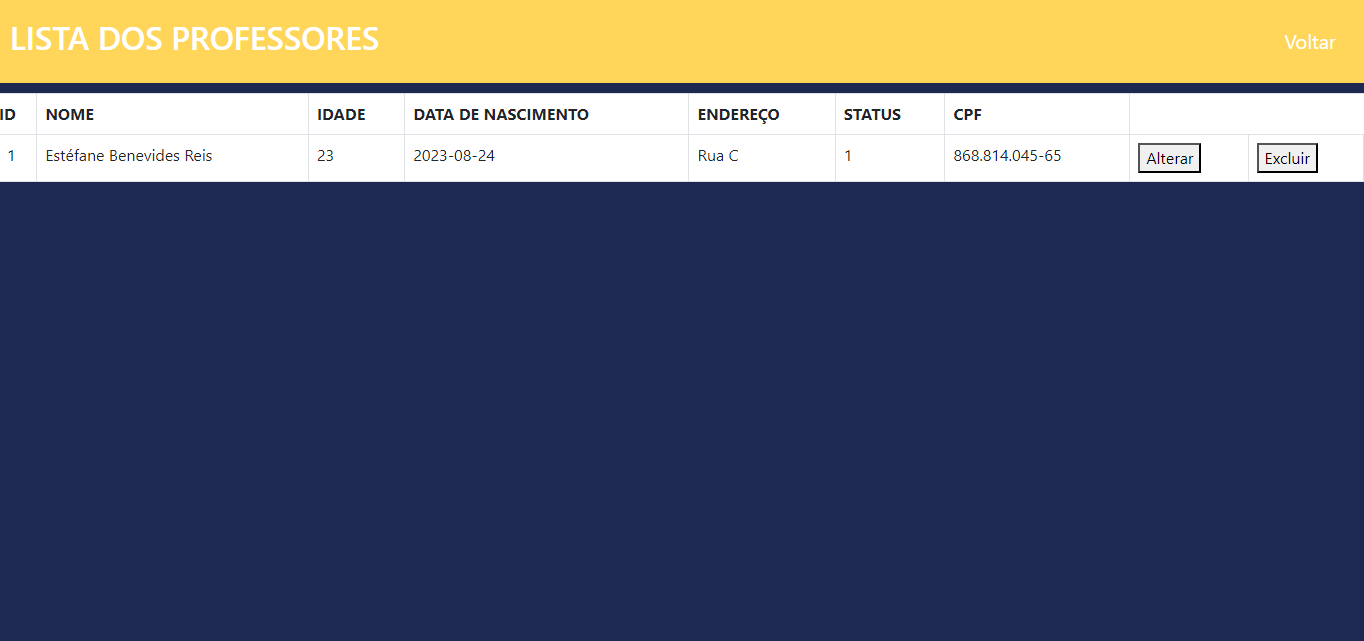 LISTA DOS PROFESSORES
Voltar
ID NOME IDADE DATA DE NASCIMENTO ENDEREÇO STATUS CPF
1 Estéfane Benevides Reis 23 2023-08-24 Rua C 1 868.814.045-65 Alterar Excluir